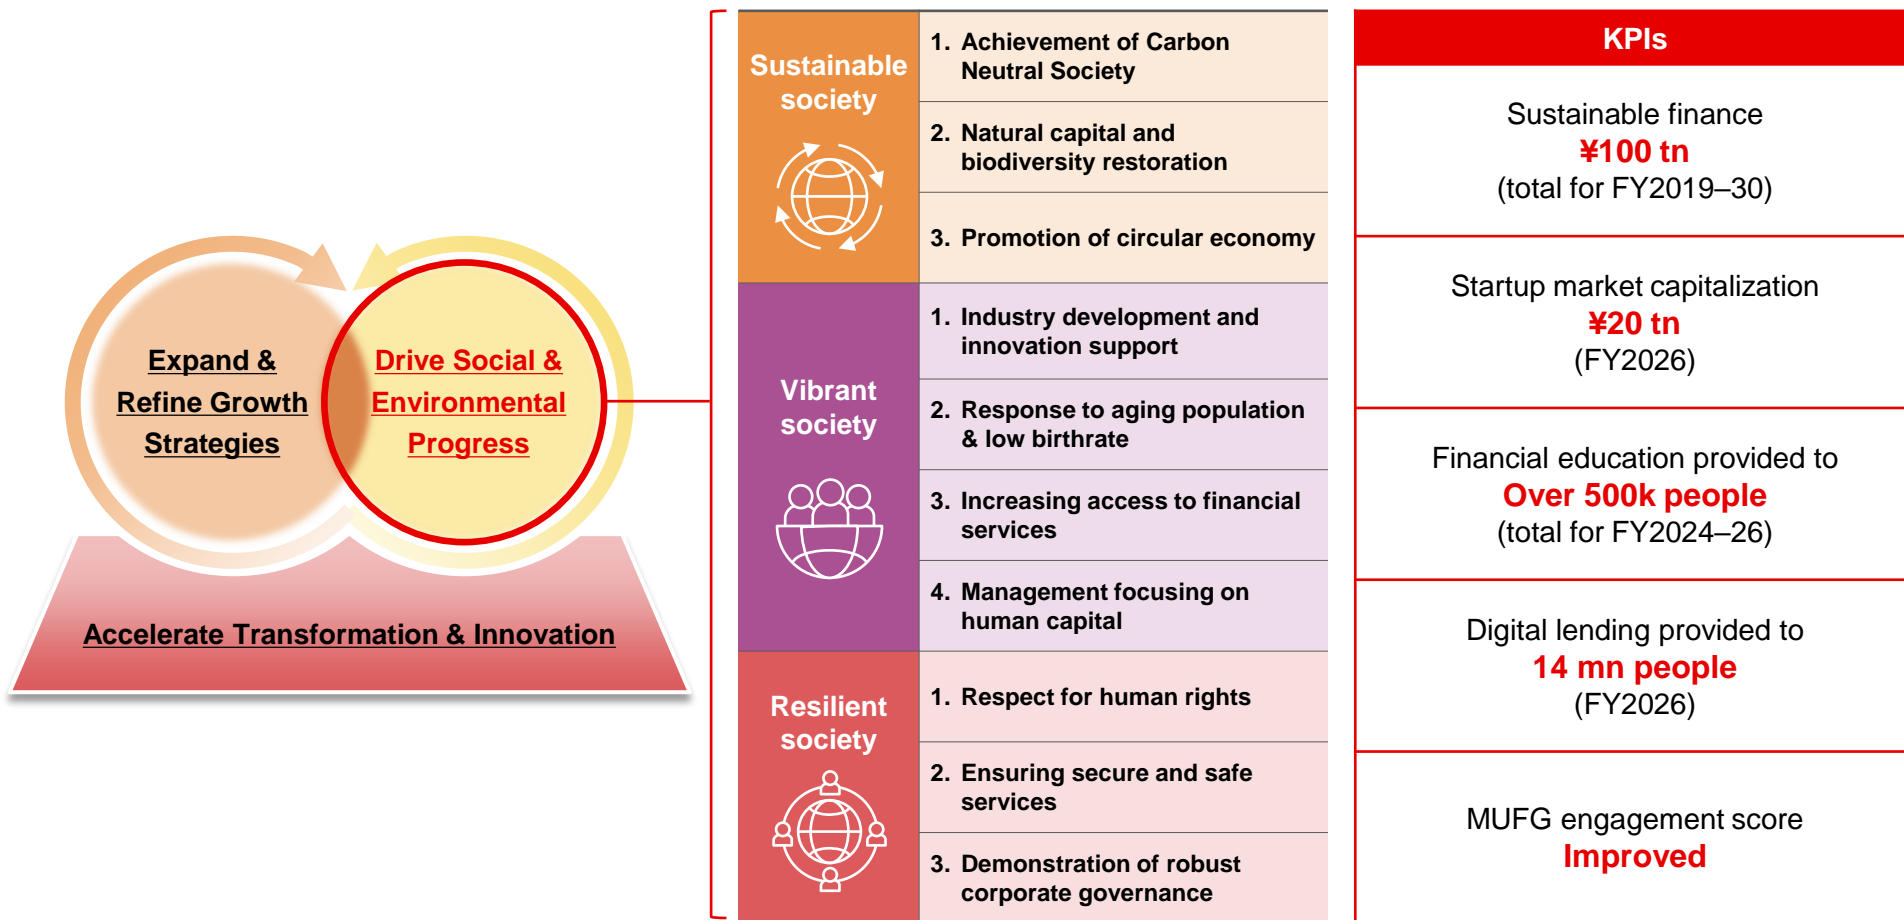 Expand &
Refine Growth
Strategies
Drive Social &
Environmental
Progress
Accelerate Transformation & Innovation
Sustainable
society
1. Achievement of Carbon
Neutral Society
2. Natural capital and
biodiversity restoration
3. Promotion of circular economy
Vibrant
society
1. Industry development and
innovation support
2. Response to aging population
& low birthrate
3. Increasing access to financial
services
4. Management focusing on
human capital
Resilient
society
1. Respect for human rights
2. Ensuring secure and safe
services
3. Demonstration of robust
corporate governance
KPIs
Sustainable finance
¥100 tn
(total for FY2019–30)
Startup market capitalization
¥20 tn
(FY2026)
Financial education provided to
Over 500k people
(total for FY2024–26)
Digital lending provided to
14 mn people
(FY2026)
MUFG engagement score
Improved